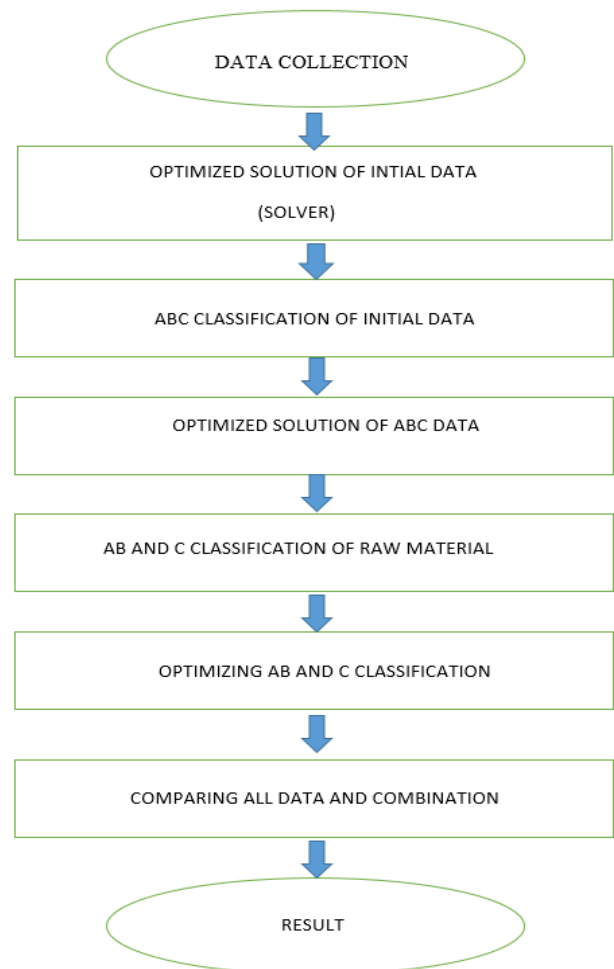 DATA COLLECTION
OPTIMIZED SOLUTION OF INTIAL DATA
(SOLVER)
ABC CLASSIFICATION OF INITIAL DATA
OPTIMIZED SOLUTION OF ABC DATA
AB AND C CLASSIFICATION OF RAW MATERIAL
OPTIMIZING AB AND C CLASSIFICATION
COMPARING ALL DATA AND COMBINATION
RESULT